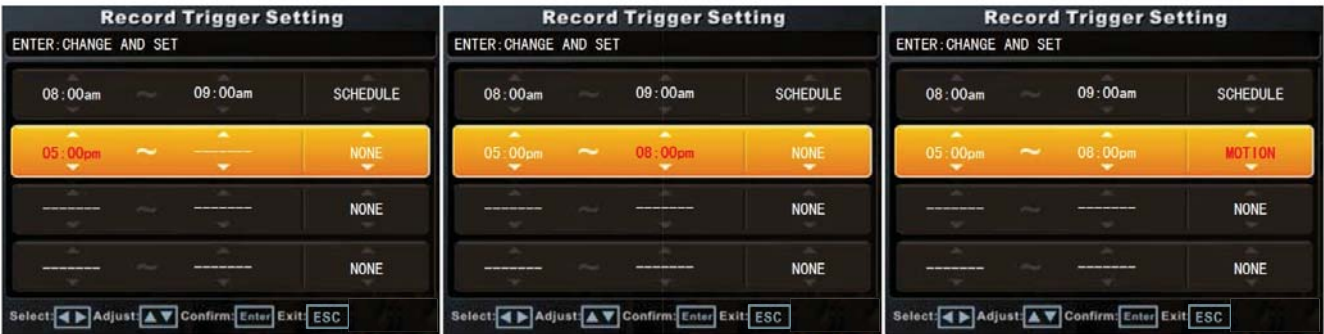 Record Trigger Setting
ENTER:CHANGE AND SET
08:00am ~ 09:00am SCHEDULE
05:00pm ~ ------- NONE
------- ~ ------- NONE
------- ~ ------- NONE
Select: Adjust: Confirm: Enter Exit: ESC
Record Trigger Setting
ENTER:CHANGE AND SET
08:00am ~ 09:00am SCHEDULE
05:00pm ~ 08:00pm NONE
------- ~ ------- NONE
------- ~ ------- NONE
Select: Adjust: Confirm: Enter Exit: ESC
Record Trigger Setting
ENTER:CHANGE AND SET
08:00am ~ 09:00am SCHEDULE
05:00pm ~ 08:00pm MOTION
------- ~ ------- NONE
------- ~ ------- NONE
Select: Adjust: Confirm: Enter Exit: ESC